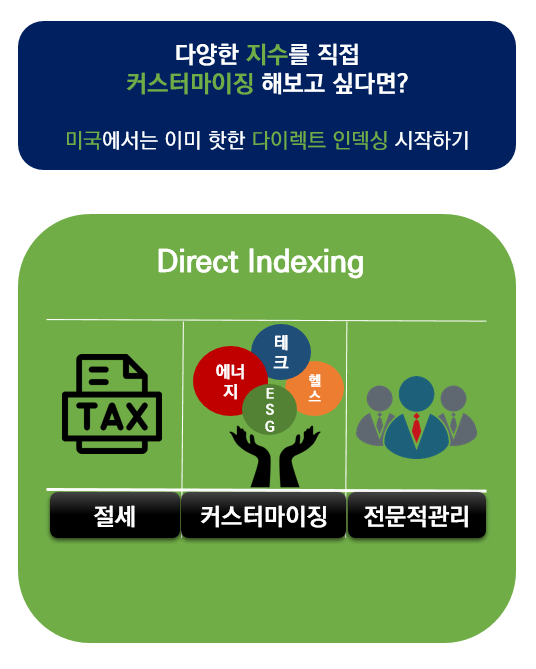 다양한 지수를 직접
커스터마이징 해보고 싶다면?
미국에서는 이미 핫한 다이렉트 인덱싱 시작하기
Direct Indexing
TAX
에너
지
테
크
헬
스
E
S
G
절세
커스터마이징
전문적관리